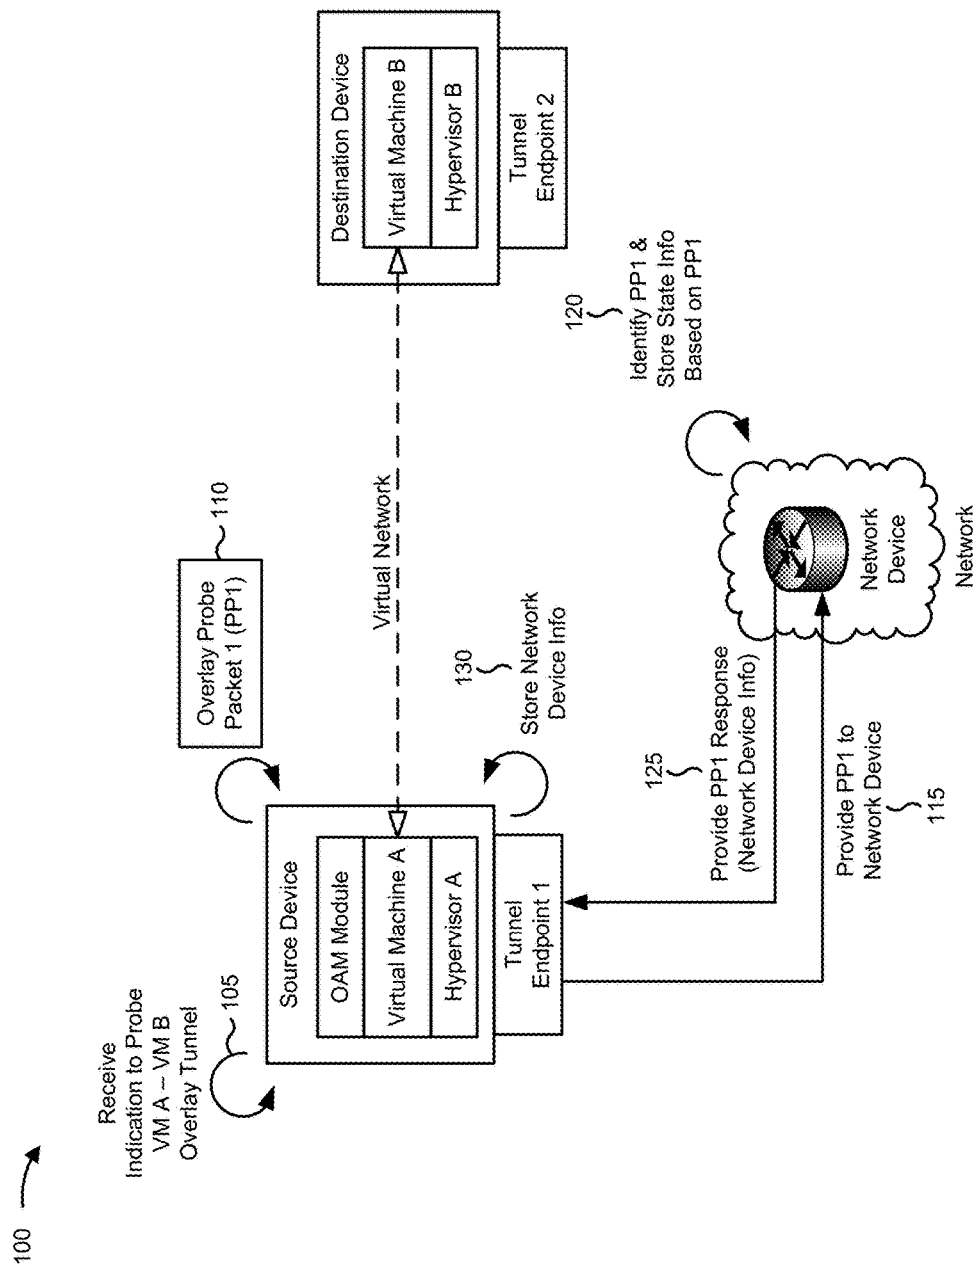 100
Receive
Indication to Probe
VM A – VM B
Overlay Tunnel
105
Overlay Probe
Packet 1 (PP1)
110
Source Device
OAM Module
Virtual Machine A
Hypervisor A
Tunnel
Endpoint 1
Virtual Network
Destination Device
Virtual Machine B
Hypervisor B
Tunnel
Endpoint 2
130
Store Network
Device Info
120
Identify PP1 &
Store State Info
Based on PP1
125
Provide PP1 Response
(Network Device Info)
Provide PP1 to
Network Device
115
Network
Device
Network